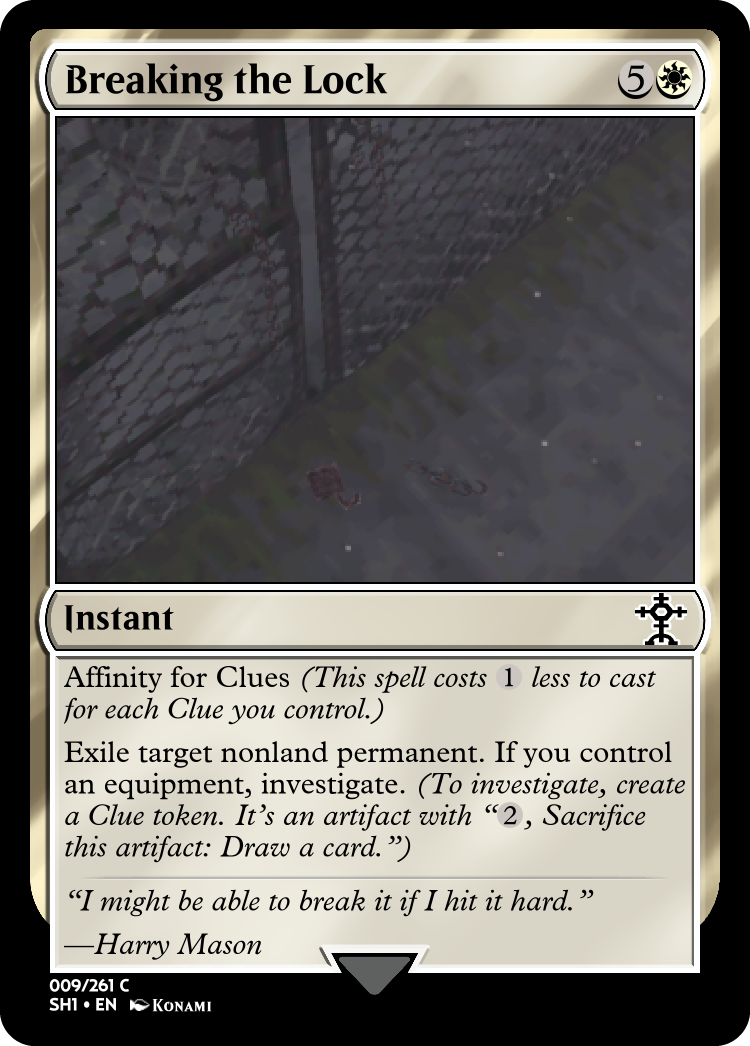 Breaking the Lock 5
Instant
Affinity for Clues (This spell costs 1 less to cast
for each Clue you control.)
Exile target nonland permanent. If you control
an equipment, investigate. (To investigate, create
a Clue token. It's an artifact with “2, Sacrifice
this artifact: Draw a card.”)
“I might be able to break it if I hit it hard.”
—Harry Mason
009/261 C
SH1 • EN KONAMI